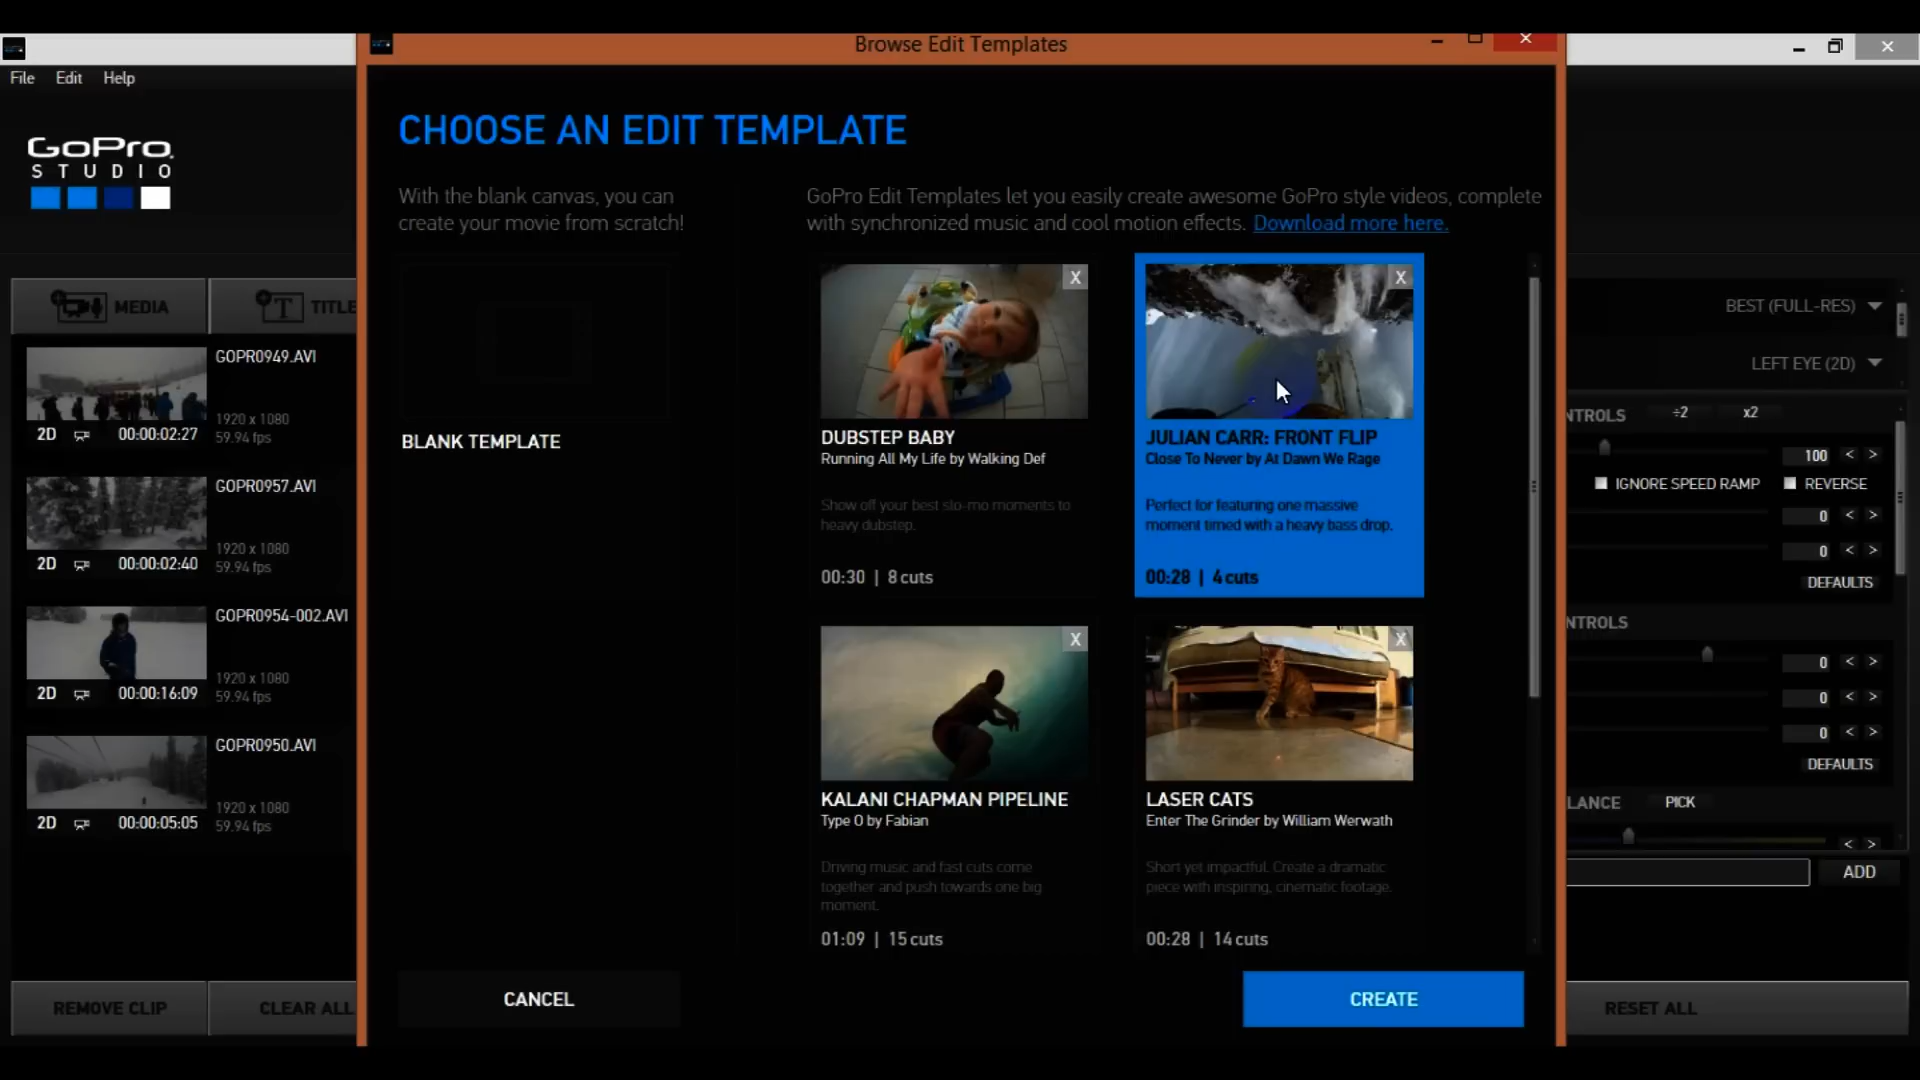 Browse Edit Templates
File Edit Help
GoPro
STUDIO
MEDIA
TITLE
GOPR0949.AVI
1920 x 1080
59.94 fps
2D 00:00:02:27
GOPR0957.AVI
1920 x 1080
59.94 fps
2D 00:00:02:40
GOPR0954-002.AVI
1920 x 1080
59.94 fps
2D 00:00:16:09
GOPR0950.AVI
1920 x 1080
59.94 fps
2D 00:00:05:05
REMOVE CLIP
CLEAR ALL
CHOOSE AN EDIT TEMPLATE
With the blank canvas, you can
create your movie from scratch!
BLANK TEMPLATE
GoPro Edit Templates let you easily create awesome GoPro style videos, complete
with synchronized music and cool motion effects. Download more here.
X
DUBSTEP BABY
Running All My Life by Walking Def
Show off your best slo-mo moments to
heavy dubstep.
00:30 | 8 cuts
X
JULIAN CARR: FRONT FLIP
Close To Never by At Dawn We Rage
Perfect for featuring one massive
moment timed with a heavy bass drop.
00:28 | 4 cuts
X
KALANI CHAPMAN PIPELINE
Type O by Fabian
Driving music and fast cuts come
together and push towards one big
moment.
01:09 | 15 cuts
X
LASER CATS
Enter The Grinder by William Werwath
Short yet impactful. Create a dramatic
piece with inspiring, cinematic footage.
00:28 | 14 cuts
CANCEL
CREATE
BEST (FULL-RES)
LEFT EYE (2D)
NTROLS ÷2 x2
100 < >
IGNORE SPEED RAMP REVERSE
0 < >
0 < >
DEFAULTS
NTROLS
0 < >
0 < >
0 < >
DEFAULTS
LANCE PICK
< >
ADD
RESET ALL